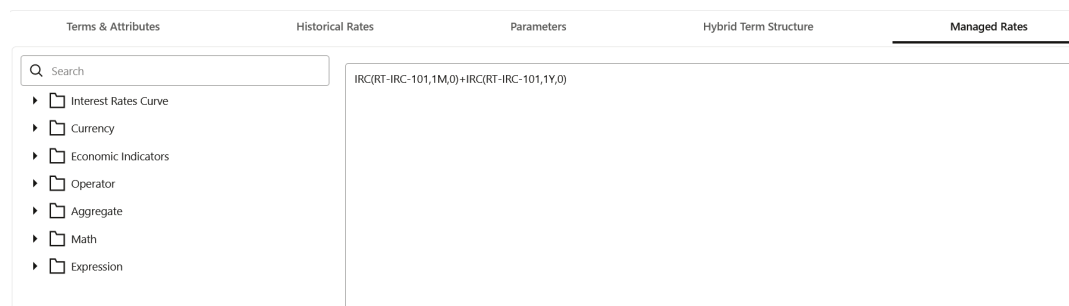 Terms & Attributes Historical Rates Parameters Hybrid Term Structure Managed Rates
Search
IRC(RT-IRC-101,1M,0)+IRC(RT-IRC-101,1Y,0)
Interest Rates Curve
Currency
Economic Indicators
Operator
Aggregate
Math
Expression